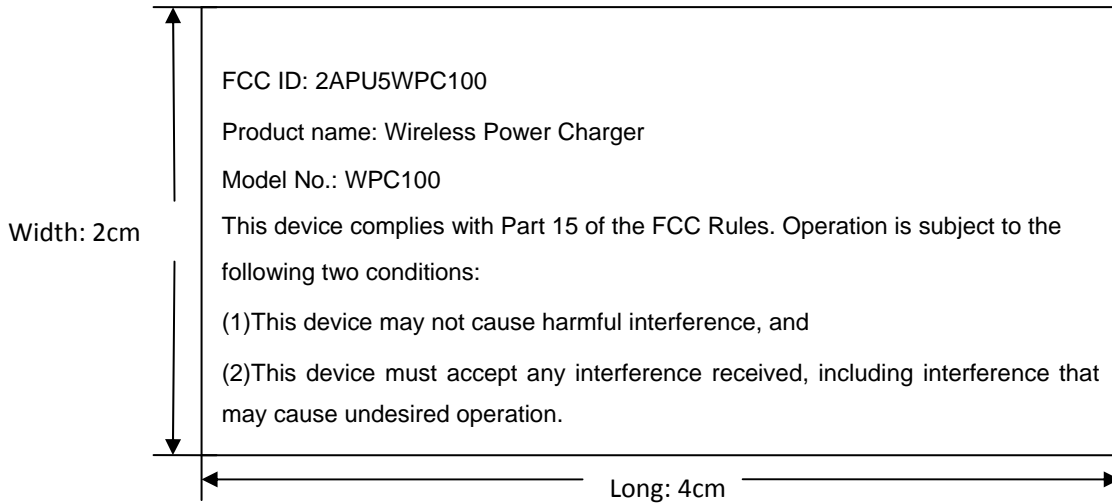 FCC ID: 2APU5WPC100
Product name: Wireless Power Charger
Model No.: WPC100
Width: 2cm
This device complies with Part 15 of the FCC Rules. Operation is subject to the
following two conditions:
(1)This device may not cause harmful interference, and
(2)This device must accept any interference received, including interference that
may cause undesired operation.
Long: 4cm